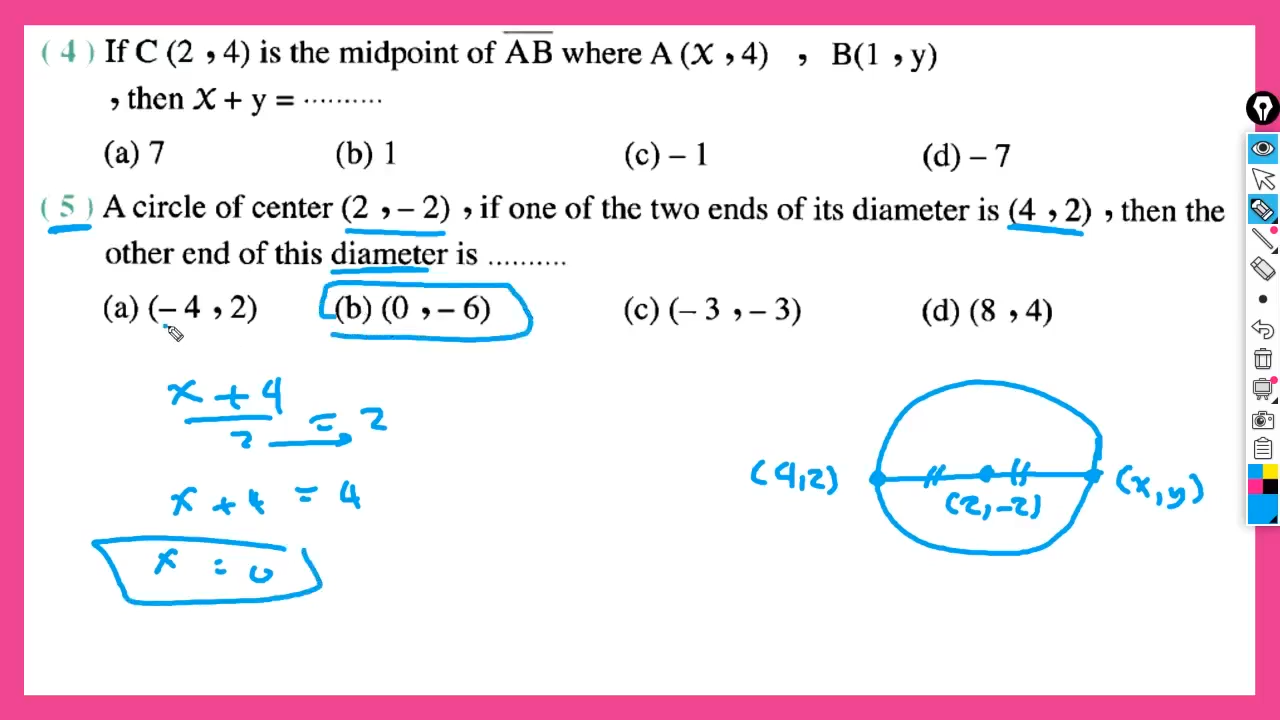 ( 4 ) If C (2 , 4) is the midpoint of A̅B̅ where A (X , 4) , B(1 , y)
, then X + y = ··········
(a) 7 (b) 1 (c) – 1 (d) – 7
( 5 ) A circle of center (2 , – 2) , if one of the two ends of its diameter is (4 , 2) , then the
other end of this diameter is ··········
(a) (– 4 , 2) (b) (0 , – 6) (c) (– 3 , – 3) (d) (8 , 4)
x + 4
2
= 2
x + 4 = 4
x = 0
(4,2)
(2,-2)
(x,y)